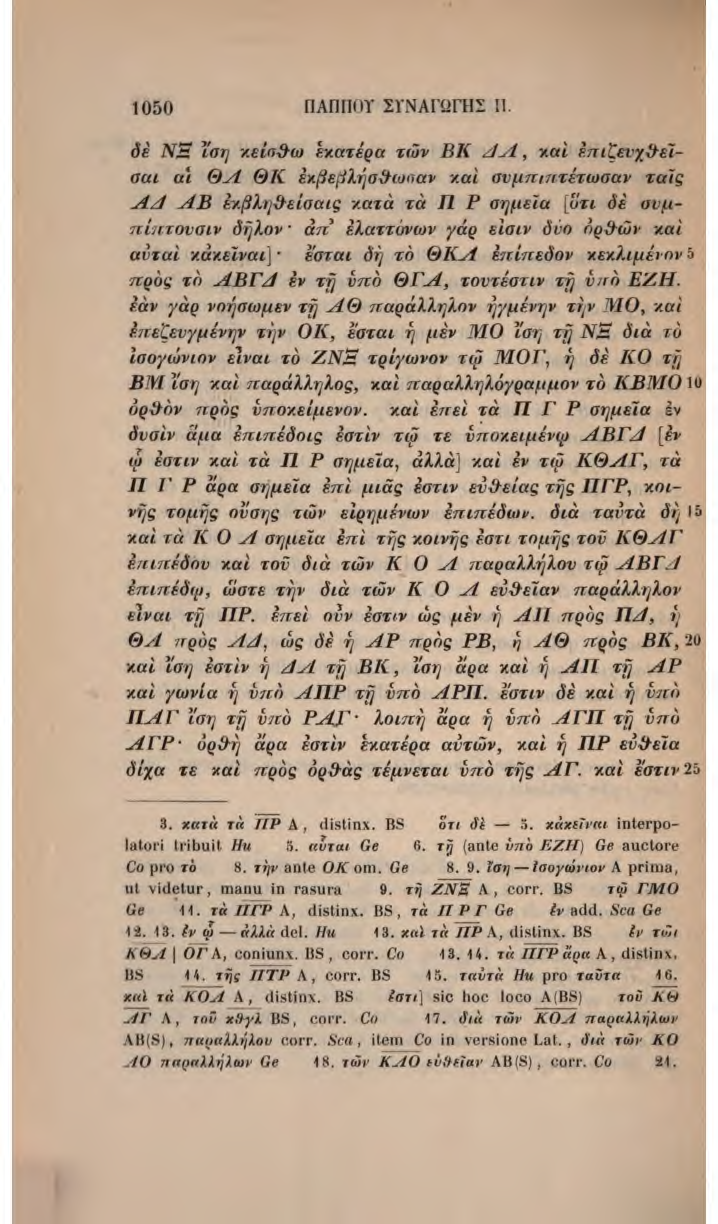 1050 ΠΑΠΠΟΥ ΣΥΝΑΓΩΓΗΣ Η.
δὲ ΝΞ ἴση κείσθω ἑκατέρα τῶν ΒΚ ΔΛ, καὶ ἐπιζευχθεῖ-
σαι αἱ ΘΛ ΘΚ ἐκβεβλήσθωσαν καὶ συμπιπτέτωσαν ταῖς
ΑΔ ΑΒ ἐκβληθείσαις κατὰ τὰ Π Ρ σημεῖα [ὅτι δὲ συμ-
πίπτουσιν δῆλον· ἀπ᾽ ἐλαττόνων γάρ εἰσιν δύο ὀρθῶν καὶ
αὗται κἀκεῖναι]· ἔσται δὴ τὸ ΘΚΛ ἐπίπεδον κεκλιμένον 5
πρὸς τὸ ΑΒΓΔ ἐν τῇ ὑπὸ ΘΓΑ, τουτέστιν τῇ ὑπὸ ΕΖΗ.
ἐὰν γὰρ νοήσωμεν τῇ ΑΘ παράλληλον ἠγμένην τὴν ΜΟ, καὶ
ἐπεζευγμένην τὴν ΟΚ, ἔσται ἡ μὲν ΜΟ ἴση τῇ ΝΞ διὰ τὸ
ἰσογώνιον εἶναι τὸ ΖΝΞ τρίγωνον τῷ ΜΟΓ, ἡ δὲ ΚΟ τῇ
ΒΜ ἴση καὶ παράλληλος, καὶ παραλληλόγραμμον τὸ ΚΒΜΟ 10
ὀρθὸν πρὸς ὑποκείμενον. καὶ ἐπεὶ τὰ Π Γ Ρ σημεῖα ἐν
δυσὶν ἅμα ἐπιπέδοις ἐστὶν τῷ τε ὑποκειμένῳ ΑΒΓΔ [ἐν
ᾧ ἐστιν καὶ τὰ Π Ρ σημεῖα, ἀλλὰ] καὶ ἐν τῷ ΚΘΛΓ, τὰ
Π Γ Ρ ἄρα σημεῖα ἐπὶ μιᾶς ἐστιν εὐθείας τῆς ΠΓΡ, κοι-
νῆς τομῆς οὔσης τῶν εἰρημένων ἐπιπέδων. διὰ ταὐτὰ δὴ 15
καὶ τὰ Κ Ο Λ σημεῖα ἐπὶ τῆς κοινῆς ἐστι τομῆς τοῦ ΚΘΛΓ
ἐπιπέδου καὶ τοῦ διὰ τῶν Κ Ο Λ παραλλήλου τῷ ΑΒΓΔ
ἐπιπέδῳ, ὥστε τὴν διὰ τῶν Κ Ο Λ εὐθεῖαν παράλληλον
εἶναι τῇ ΠΡ. ἐπεὶ οὖν ἐστιν ὡς μὲν ἡ ΑΠ πρὸς ΠΔ, ἡ
ΘΑ πρὸς ΛΔ, ὡς δὲ ἡ ΑΡ πρὸς ΡΒ, ἡ ΑΘ πρὸς ΒΚ, 20
καὶ ἴση ἐστὶν ἡ ΔΛ τῇ ΒΚ, ἴση ἄρα καὶ ἡ ΑΠ τῇ ΑΡ
καὶ γωνία ἡ ὑπὸ ΑΠΡ τῇ ὑπὸ ΑΡΠ. ἔστιν δὲ καὶ ἡ ὑπὸ
ΠΑΓ ἴση τῇ ὑπὸ ΡΑΓ· λοιπὴ ἄρα ἡ ὑπὸ ΑΓΠ τῇ ὑπὸ
ΑΓΡ· ὀρθὴ ἄρα ἐστὶν ἑκατέρα αὐτῶν, καὶ ἡ ΠΡ εὐθεῖα
δίχα τε καὶ πρὸς ὀρθὰς τέμνεται ὑπὸ τῆς ΑΓ. καὶ ἔστιν 25
3. κατὰ τὰ Π͞Ρ A, distinx. BS ὅτι δὲ — 5. κἀκεῖναι interpo-
latori tribuit Hu 5. αὗται Ge 6. τῇ (ante ὑπὸ ΕΖΗ) Ge auctore
Co pro τὸ 8. τὴν ante ΟΚ om. Ge 8. 9. ἴση — ἰσογώνιον A prima,
ut videtur, manu in rasura 9. τῇ Ζ͞Ν͞Ξ A, corr. BS τῷ ΓΜΟ
Ge 11. τὰ Π͞Γ͞Ρ A, distinx. BS, τὰ Π Ρ Γ Ge ἐν add. Sca Ge
12. 13. ἐν ᾧ — ἀλλὰ del. Hu 13. καὶ τὰ Π͞Ρ A, distinx. BS ἐν τῶι
Κ͞Θ͞Λ | Ο͞Γ A, coniunx. BS, corr. Co 13. 14. τὰ Π͞Γ͞Ρ ἄρα A, distinx.
BS 14. τῆς Π͞Τ͞Ρ A, corr. BS 15. ταὐτὰ Hu pro ταῦτα 16.
καὶ τὰ Κ͞Ο͞Λ A, distinx. BS ἐστι] sic hoc loco A(BS) τοῦ Κ͞Θ
Λ͞Γ A, τοῦ κθγλ BS, corr. Co 17. διὰ τῶν Κ͞Ο͞Λ παραλλήλων
AB(S), παραλλήλου corr. Sca, item Co in versione Lat., διὰ τῶν ΚΟ
ΛΟ παραλλήλων Ge 18. τῶν Κ͞Λ͞Ο εὐθεῖαν AB(S), corr. Co 21.